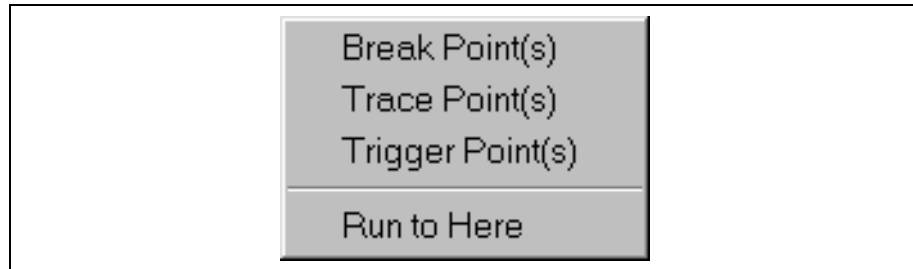 Break Point(s)
Trace Point(s)
Trigger Point(s)
Run to Here